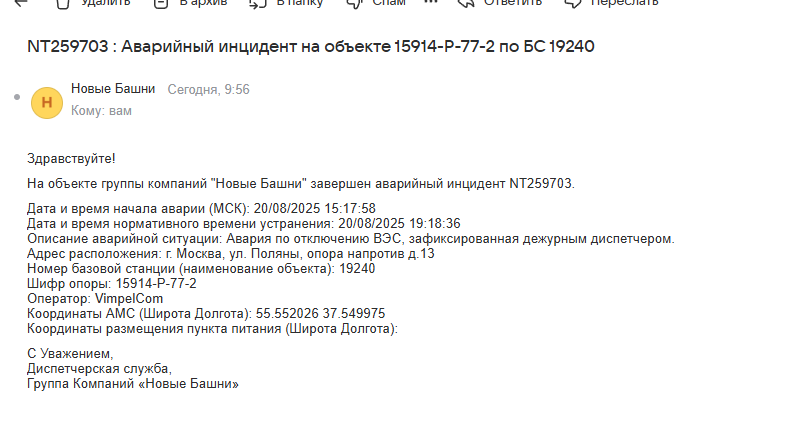 Удалить В архив В папку Спам ... Ответить Переслать
NT259703 : Аварийный инцидент на объекте 15914-Р-77-2 по БС 19240
Новые Башни Сегодня, 9:56
Н
Кому: вам
Здравствуйте!
На объекте группы компаний "Новые Башни" завершен аварийный инцидент NT259703.
Дата и время начала аварии (МСК): 20/08/2025 15:17:58
Дата и время нормативного времени устранения: 20/08/2025 19:18:36
Описание аварийной ситуации: Авария по отключению ВЭС, зафиксированная дежурным диспетчером.
Адрес расположения: г. Москва, ул. Поляны, опора напротив д.13
Номер базовой станции (наименование объекта): 19240
Шифр опоры: 15914-Р-77-2
Оператор: VimpelCom
Координаты АМС (Широта Долгота): 55.552026 37.549975
Координаты размещения пункта питания (Широта Долгота):
С Уважением,
Диспетчерская служба,
Группа Компаний «Новые Башни»